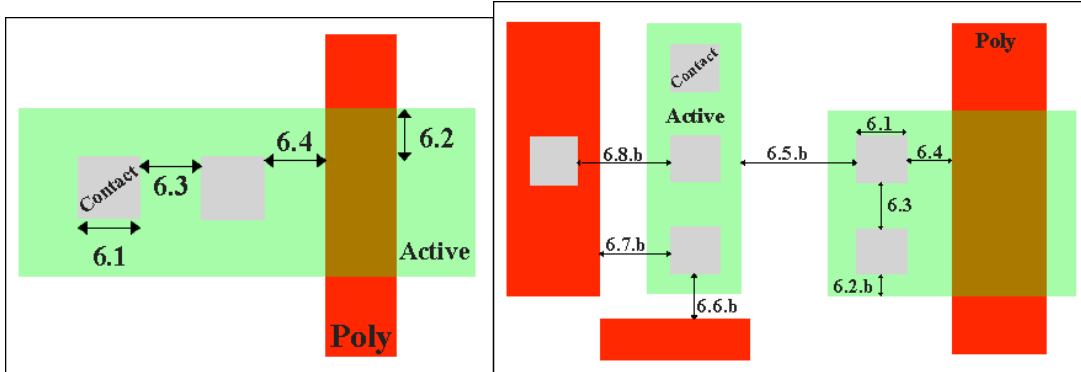 6.4
6.2
6.3
Contact
6.1
Active
Poly
Poly
Contact
Active
6.1
6.8.b
6.5.b
6.4
6.3
6.7.b
6.2.b
6.6.b